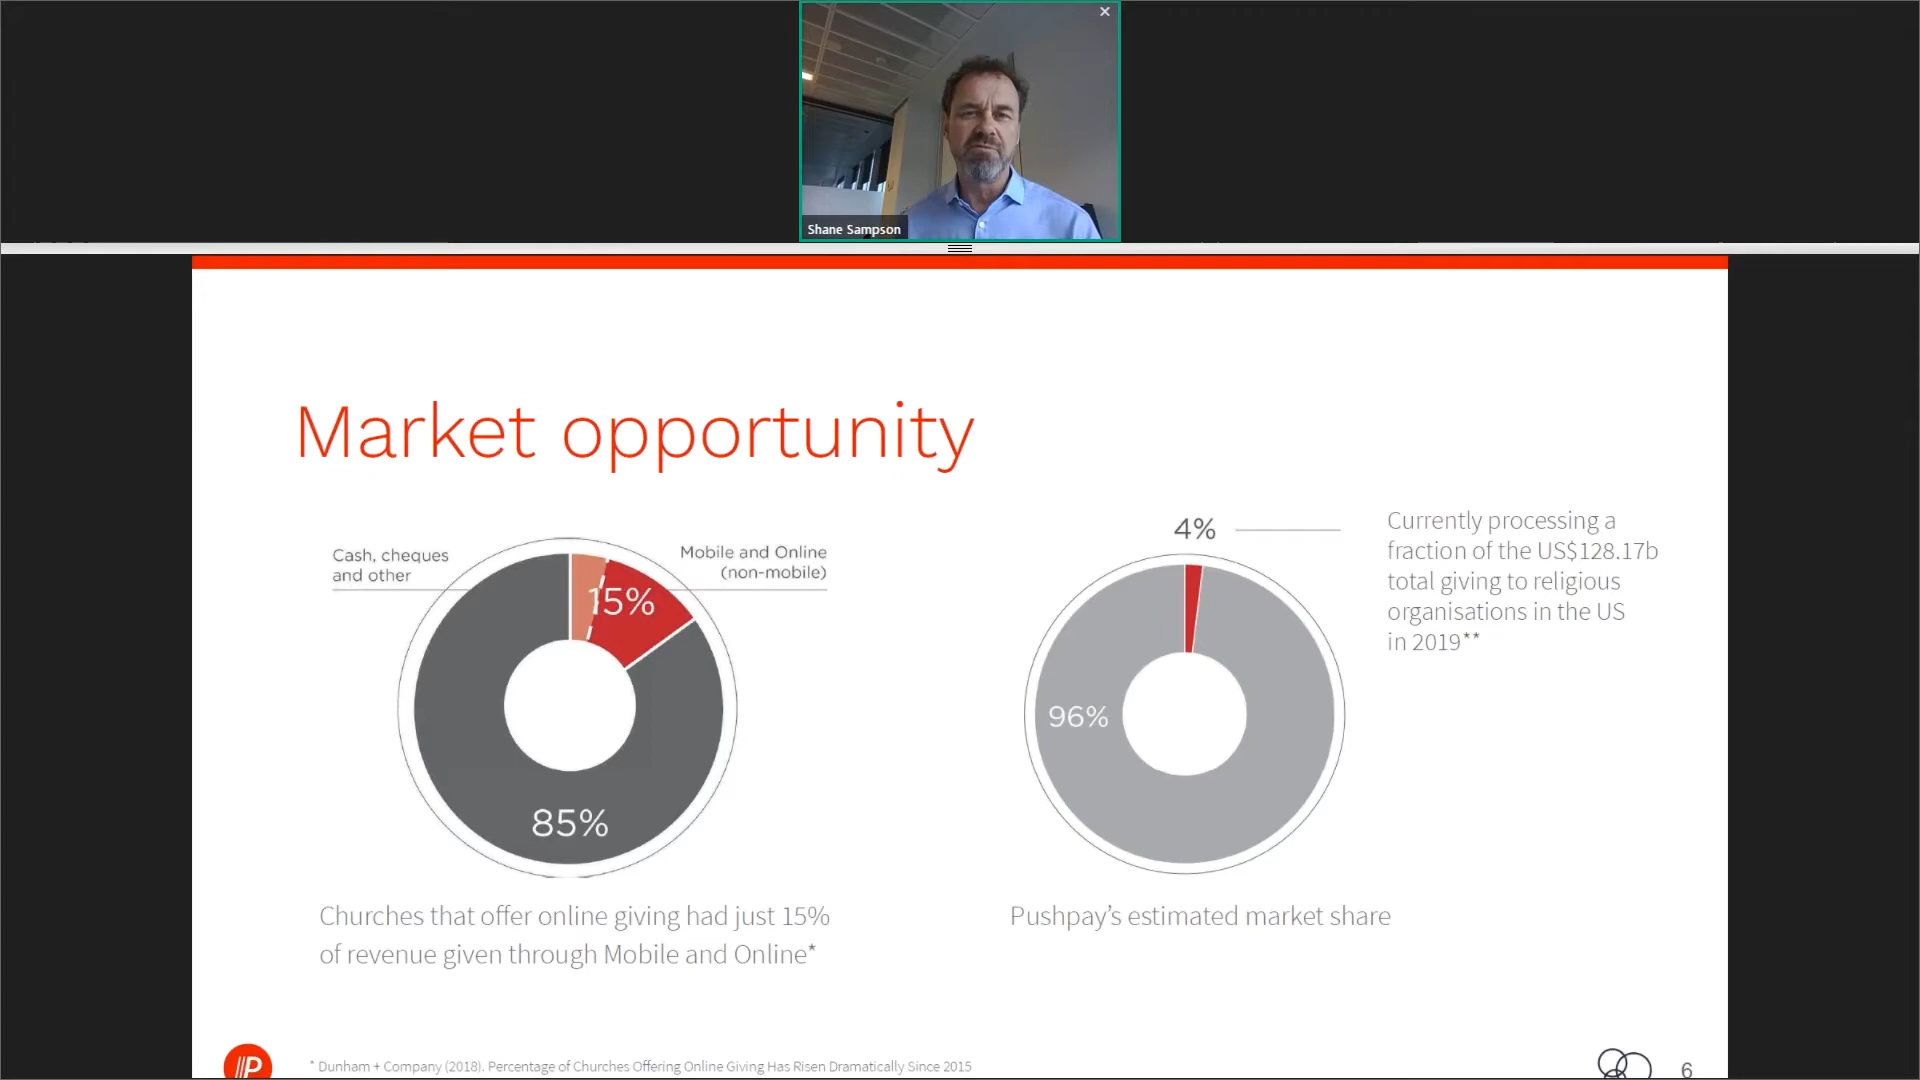 Shane Sampson
Market opportunity
Cash, cheques
and other
Mobile and Online
(non-mobile)
15%
85%
Churches that offer online giving had just 15%
of revenue given through Mobile and Online*
4%
96%
Pushpay’s estimated market share
Currently processing a
fraction of the US$128.17b
total giving to religious
organisations in the US
in 2019**
P
* Dunham + Company (2018). Percentage of Churches Offering Online Giving Has Risen Dramatically Since 2015
6